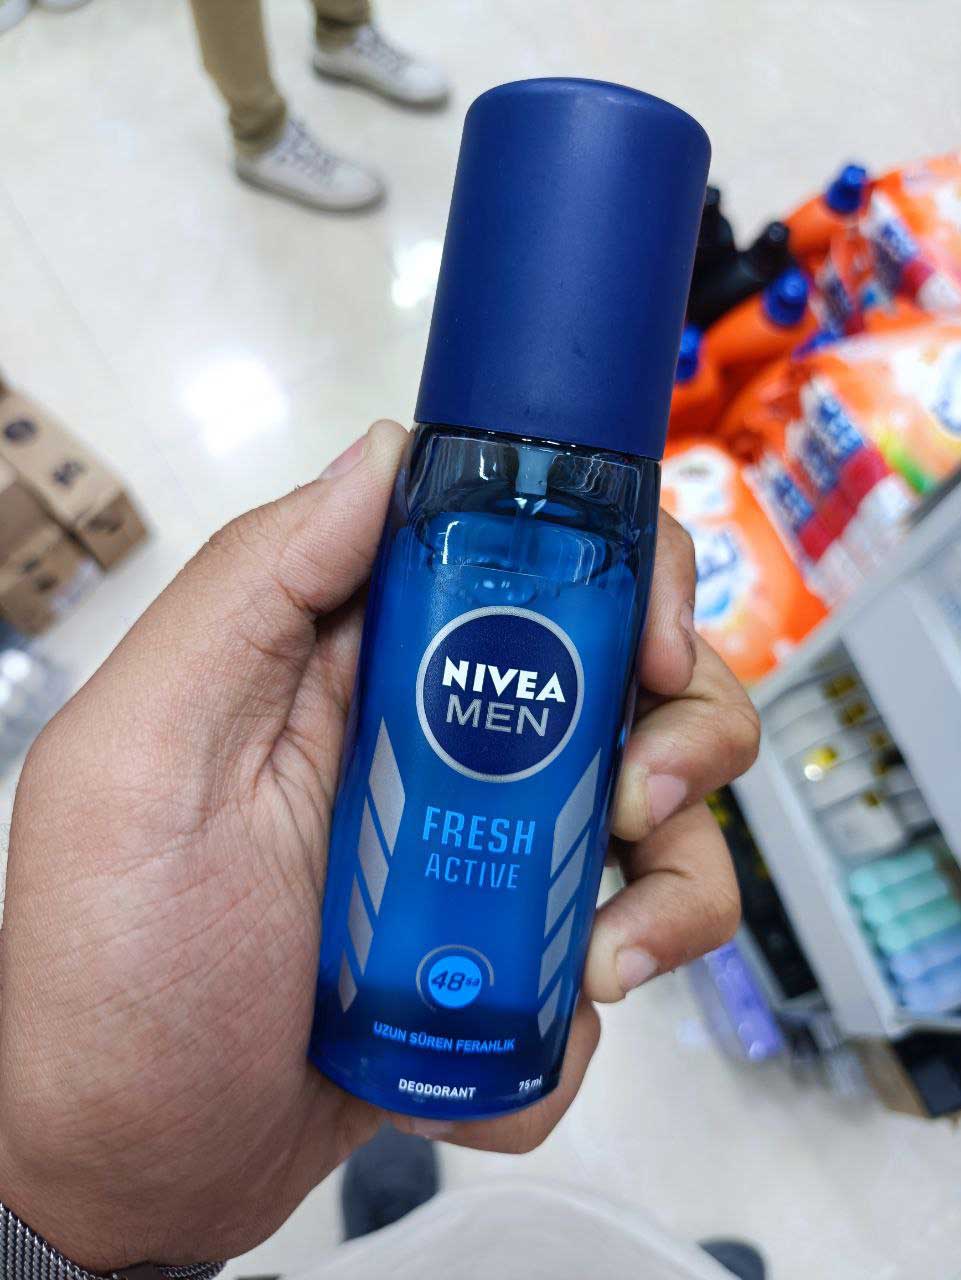 NIVEA
MEN
FRESH
ACTIVE
48sa
UZUN SÜREN FERAHLIK
DEODORANT 75 ml